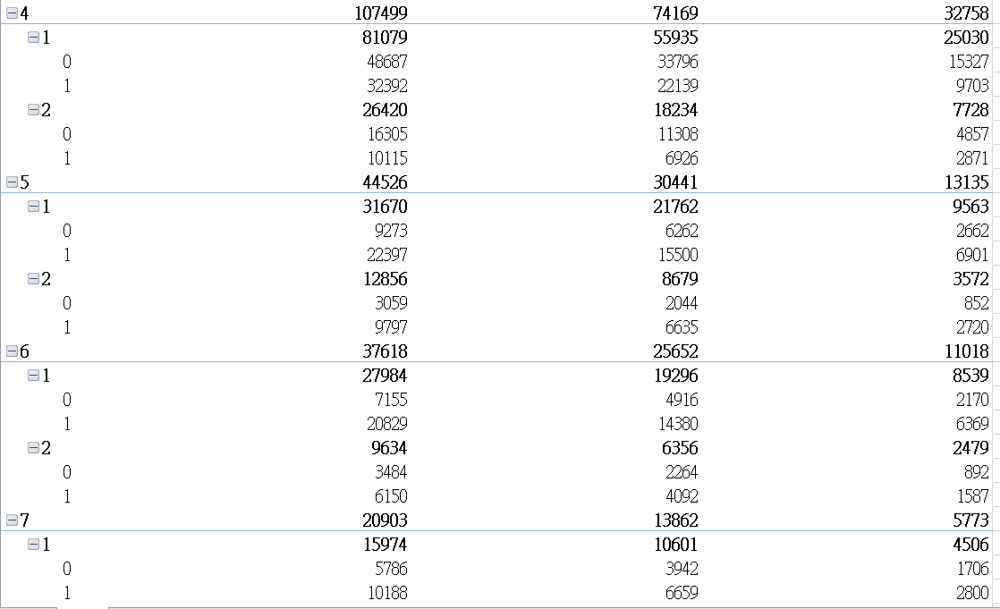 4 107499 74169 32758
1 81079 55935 25030
0 48687 33796 15327
1 32392 22139 9703
2 26420 18234 7728
0 16305 11308 4857
1 10115 6926 2871
5 44526 30441 13135
1 31670 21762 9563
0 9273 6262 2662
1 22397 15500 6901
2 12856 8679 3572
0 3059 2044 852
1 9797 6635 2720
6 37618 25652 11018
1 27984 19296 8539
0 7155 4916 2170
1 20829 14380 6369
2 9634 6356 2479
0 3484 2264 892
1 6150 4092 1587
7 20903 13862 5773
1 15974 10601 4506
0 5786 3942 1706
1 10188 6659 2800